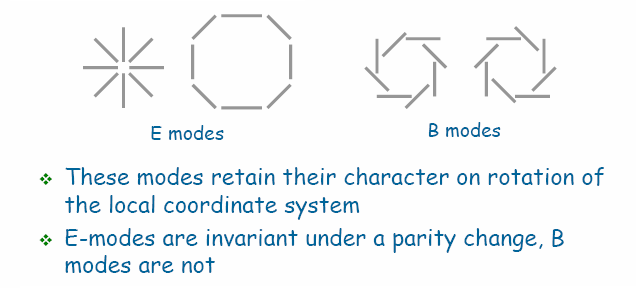 E modes
B modes
These modes retain their character on rotation of
the local coordinate system
E-modes are invariant under a parity change, B
modes are not